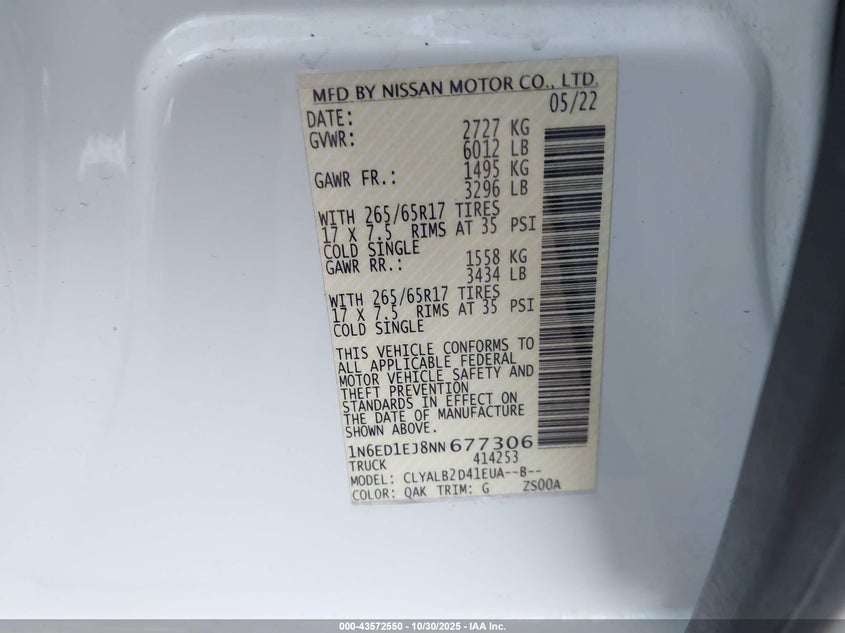 MFD BY NISSAN MOTOR CO., LTD.
DATE: 05/22
GVWR: 2727 KG
6012 LB
GAWR FR.: 1495 KG
3296 LB
WITH 265/65R17 TIRES
17 X 7.5 RIMS AT 35 PSI
COLD SINGLE
GAWR RR.: 1558 KG
3434 LB
WITH 265/65R17 TIRES
17 X 7.5 RIMS AT 35 PSI
COLD SINGLE
THIS VEHICLE CONFORMS TO
ALL APPLICABLE FEDERAL
MOTOR VEHICLE SAFETY AND
THEFT PREVENTION
STANDARDS IN EFFECT ON
THE DATE OF MANUFACTURE
SHOWN ABOVE.
1N6ED1EJ8NN677306
TRUCK 414253
MODEL: CLYALB2D41EUA--B--
COLOR: QAK TRIM: G ZS00A
000-43572550 - 10/30/2025 - IAA Inc.